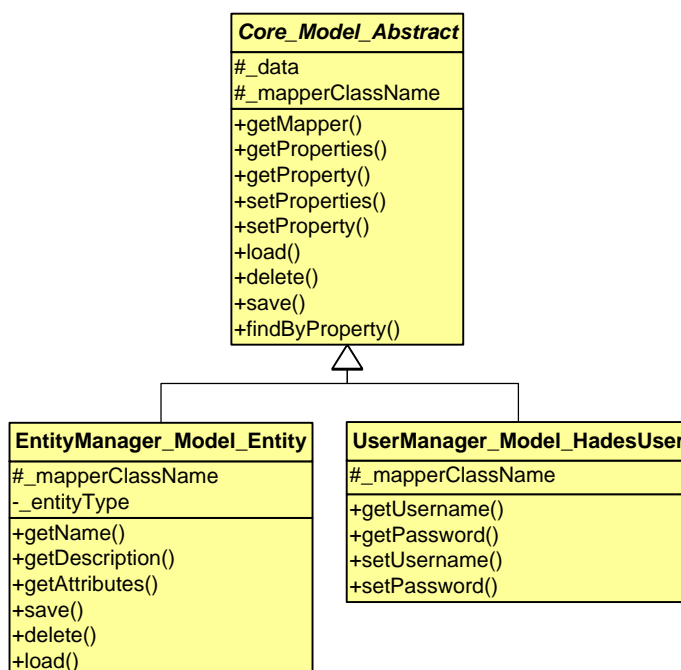 Core_Model_Abstract
#_data
#_mapperClassName
+getMapper()
+getProperties()
+getProperty()
+setProperties()
+setProperty()
+load()
+delete()
+save()
+findByProperty()
EntityManager_Model_Entity
#_mapperClassName
-_entityType
+getName()
+getDescription()
+getAttributes()
+save()
+delete()
+load()
UserManager_Model_HadesUser
#_mapperClassName
+getUsername()
+getPassword()
+setUsername()
+setPassword()